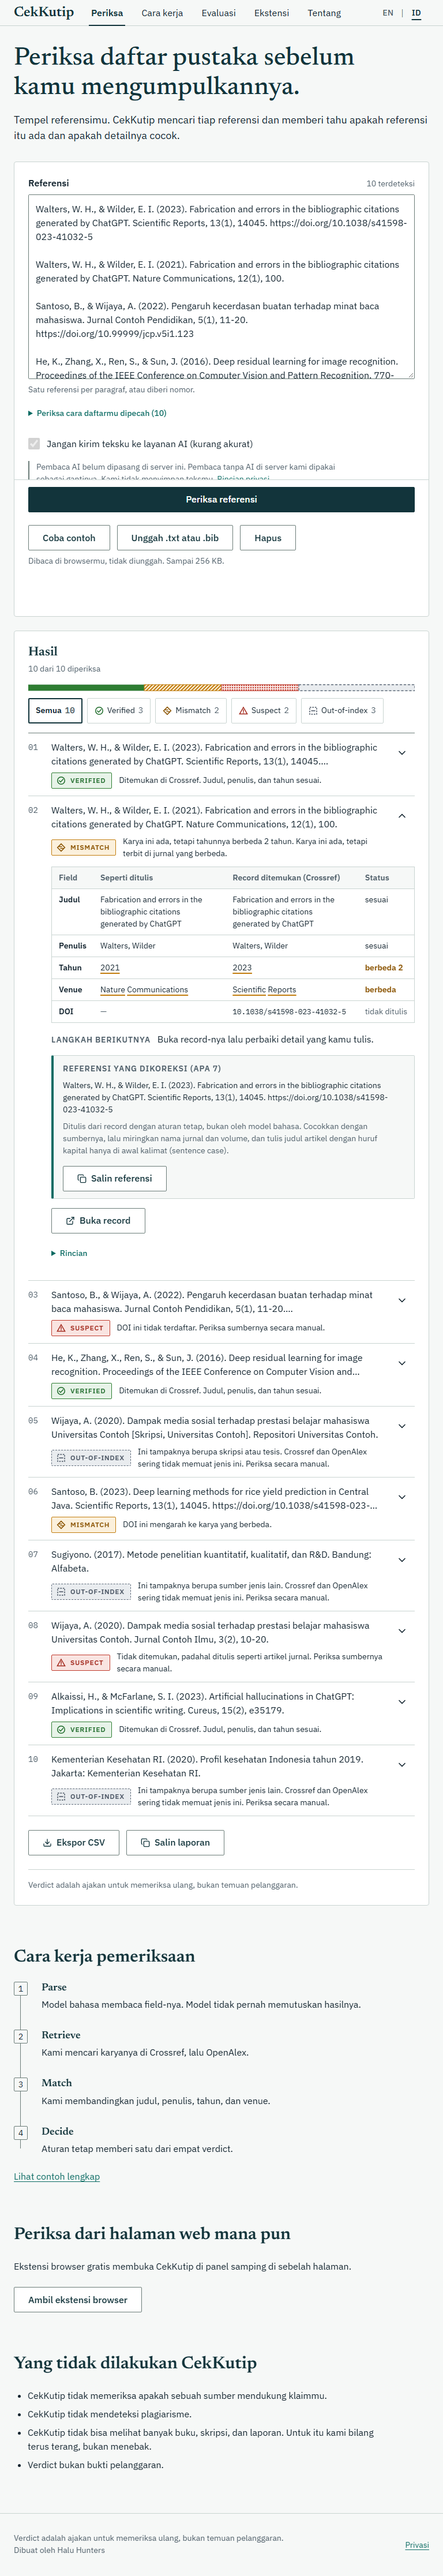 CekKutip Periksa Cara kerja Evaluasi Ekstensi Tentang EN | ID
Periksa daftar pustaka sebelum
kamu mengumpulkannya.
Tempel referensimu. CekKutip mencari tiap referensi dan memberi tahu apakah referensi
itu ada dan apakah detailnya cocok.
Referensi 10 terdeteksi
Walters, W. H., & Wilder, E. I. (2023). Fabrication and errors in the bibliographic citations
generated by ChatGPT. Scientific Reports, 13(1), 14045. https://doi.org/10.1038/s41598-
023-41032-5
Walters, W. H., & Wilder, E. I. (2021). Fabrication and errors in the bibliographic citations
generated by ChatGPT. Nature Communications, 12(1), 100.
Santoso, B., & Wijaya, A. (2022). Pengaruh kecerdasan buatan terhadap minat baca
mahasiswa. Jurnal Contoh Pendidikan, 5(1), 11-20.
https://doi.org/10.99999/jcp.v5i1.123
He, K., Zhang, X., Ren, S., & Sun, J. (2016). Deep residual learning for image recognition.
Proceedings of the IEEE Conference on Computer Vision and Pattern Recognition, 770-
Satu referensi per paragraf, atau diberi nomor.
Periksa cara daftarmu dipecah (10)
Jangan kirim teksku ke layanan AI (kurang akurat)
Pembaca AI belum dipasang di server ini. Pembaca tanpa AI di server kami dipakai
sebagai gantinya. Kami tidak menyimpan teksmu. Rincian privasi
Periksa referensi
Coba contoh Unggah .txt atau .bib Hapus
Dibaca di browsermu, tidak diunggah. Sampai 256 KB.
Hasil
10 dari 10 diperiksa
Semua 10 Verified 3 Mismatch 2 Suspect 2 Out-of-index 3
01 Walters, W. H., & Wilder, E. I. (2023). Fabrication and errors in the bibliographic
citations generated by ChatGPT. Scientific Reports, 13(1), 14045....
VERIFIED Ditemukan di Crossref. Judul, penulis, dan tahun sesuai.
02 Walters, W. H., & Wilder, E. I. (2021). Fabrication and errors in the bibliographic
citations generated by ChatGPT. Nature Communications, 12(1), 100.
MISMATCH Karya ini ada, tetapi tahunnya berbeda 2 tahun. Karya ini ada, tetapi
terbit di jurnal yang berbeda.
Field Seperti ditulis Record ditemukan (Crossref) Status
Judul Fabrication and errors in the Fabrication and errors in the sesuai
bibliographic citations bibliographic citations
generated by ChatGPT generated by ChatGPT
Penulis Walters, Wilder Walters, Wilder sesuai
Tahun 2021 2023 berbeda 2
Venue Nature Communications Scientific Reports berbeda
DOI — 10.1038/s41598-023-41032-5 tidak ditulis
LANGKAH BERIKUTNYA Buka record-nya lalu perbaiki detail yang kamu tulis.
REFERENSI YANG DIKOREKSI (APA 7)
Walters, W. H., & Wilder, E. I. (2023). Fabrication and errors in the bibliographic citations
generated by ChatGPT. Scientific Reports, 13(1), 14045. https://doi.org/10.1038/s41598-
023-41032-5
Ditulis dari record dengan aturan tetap, bukan oleh model bahasa. Cocokkan dengan
sumbernya, lalu miringkan nama jurnal dan volume, dan tulis judul artikel dengan huruf
kapital hanya di awal kalimat (sentence case).
Salin referensi
Buka record
Rincian
03 Santoso, B., & Wijaya, A. (2022). Pengaruh kecerdasan buatan terhadap minat
baca mahasiswa. Jurnal Contoh Pendidikan, 5(1), 11-20....
SUSPECT DOI ini tidak terdaftar. Periksa sumbernya secara manual.
04 He, K., Zhang, X., Ren, S., & Sun, J. (2016). Deep residual learning for image
recognition. Proceedings of the IEEE Conference on Computer Vision and...
VERIFIED Ditemukan di Crossref. Judul, penulis, dan tahun sesuai.
05 Wijaya, A. (2020). Dampak media sosial terhadap prestasi belajar mahasiswa
Universitas Contoh [Skripsi, Universitas Contoh]. Repositori Universitas Contoh.
OUT-OF-INDEX Ini tampaknya berupa skripsi atau tesis. Crossref dan OpenAlex
sering tidak memuat jenis ini. Periksa secara manual.
06 Santoso, B. (2023). Deep learning methods for rice yield prediction in Central
Java. Scientific Reports, 13(1), 14045. https://doi.org/10.1038/s41598-023-...
MISMATCH DOI ini mengarah ke karya yang berbeda.
07 Sugiyono. (2017). Metode penelitian kuantitatif, kualitatif, dan R&D. Bandung:
Alfabeta.
OUT-OF-INDEX Ini tampaknya berupa sumber jenis lain. Crossref dan OpenAlex
sering tidak memuat jenis ini. Periksa secara manual.
08 Wijaya, A. (2020). Dampak media sosial terhadap prestasi belajar mahasiswa
Universitas Contoh. Jurnal Contoh Ilmu, 3(2), 10-20.
SUSPECT Tidak ditemukan, padahal ditulis seperti artikel jurnal. Periksa sumbernya
secara manual.
09 Alkaissi, H., & McFarlane, S. I. (2023). Artificial hallucinations in ChatGPT:
Implications in scientific writing. Cureus, 15(2), e35179.
VERIFIED Ditemukan di Crossref. Judul, penulis, dan tahun sesuai.
10 Kementerian Kesehatan RI. (2020). Profil kesehatan Indonesia tahun 2019.
Jakarta: Kementerian Kesehatan RI.
OUT-OF-INDEX Ini tampaknya berupa sumber jenis lain. Crossref dan OpenAlex
sering tidak memuat jenis ini. Periksa secara manual.
Ekspor CSV Salin laporan
Verdict adalah ajakan untuk memeriksa ulang, bukan temuan pelanggaran.
Cara kerja pemeriksaan
1 Parse
Model bahasa membaca field-nya. Model tidak pernah memutuskan hasilnya.
2 Retrieve
Kami mencari karyanya di Crossref, lalu OpenAlex.
3 Match
Kami membandingkan judul, penulis, tahun, dan venue.
4 Decide
Aturan tetap memberi satu dari empat verdict.
Lihat contoh lengkap
Periksa dari halaman web mana pun
Ekstensi browser gratis membuka CekKutip di panel samping di sebelah halaman.
Ambil ekstensi browser
Yang tidak dilakukan CekKutip
• CekKutip tidak memeriksa apakah sebuah sumber mendukung klaimmu.
• CekKutip tidak mendeteksi plagiarisme.
• CekKutip tidak bisa melihat banyak buku, skripsi, dan laporan. Untuk itu kami bilang
terus terang, bukan menebak.
• Verdict bukan bukti pelanggaran.
Verdict adalah ajakan untuk memeriksa ulang, bukan temuan pelanggaran.
Dibuat oleh Halu Hunters Privasi